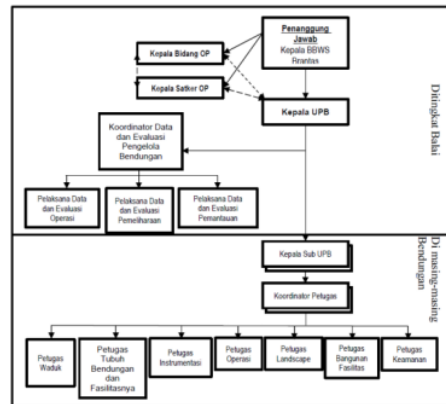 Penanggung
Jawab
Kepala BBWS
Brantas
Kepala Bidang OP
Kepala Satker OP
Kepala UPB
Koordinator Data
dan Evaluasi
Pengelola
Bendungan
Pelaksana Data
dan Evaluasi
Operasi
Pelaksana Data
dan Evaluasi
Pemeliharaan
Pelaksana Data
dan Evaluasi
Pemantauan
Ditingkat Balai
Kepala Sub UPB
Koordinator Petugas
Petugas
Waduk
Petugas
Tubuh
Bendungan
dan
Fasilitasnya
Petugas
Instrumentasi
Petugas
Operasi
Petugas
Landscape
Petugas
Bangunan
Fasilitas
Petugas
Keamanan
Di masing-masing
Bendungan